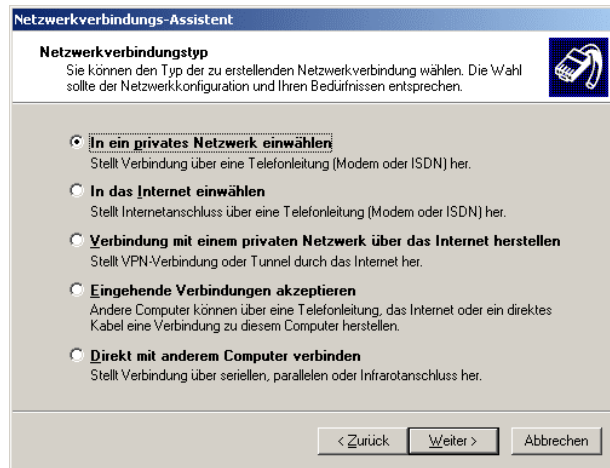 Netzwerkverbindungs-Assistent
Netzwerkverbindungstyp
Sie können den Typ der zu erstellenden Netzwerkverbindung wählen. Die Wahl
sollte der Netzwerkkonfiguration und Ihren Bedürfnissen entsprechen.
In ein privates Netzwerk einwählen
Stellt Verbindung über eine Telefonleitung (Modem oder ISDN) her.
In das Internet einwählen
Stellt Internetanschluss über eine Telefonleitung (Modem oder ISDN) her.
Verbindung mit einem privaten Netzwerk über das Internet herstellen
Stellt VPN-Verbindung oder Tunnel durch das Internet her.
Eingehende Verbindungen akzeptieren
Andere Computer können über eine Telefonleitung, das Internet oder ein direktes
Kabel eine Verbindung zu diesem Computer herstellen.
Direkt mit anderem Computer verbinden
Stellt Verbindung über seriellen, parallelen oder Infrarotanschluss her.
< Zurück Weiter > Abbrechen